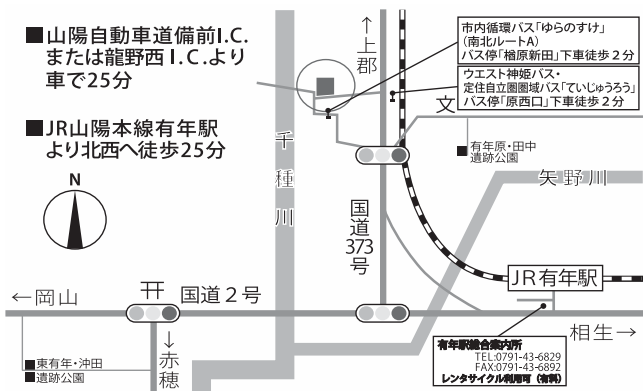 ■山陽自動車道備前I.C.
または龍野西I.C.より
車で25分
■JR山陽本線有年駅
より北西へ徒歩25分
N
↑上郡
市内循環バス「ゆらのすけ」
(南北ルートA)
バス停「楢原新田」下車徒歩2分
ウエスト神姫バス・
定住自立圏圏域バス「ていじゅうろう」
バス停「原西口」下車徒歩2分
文
■有年原・田中
遺跡公園
千種川
矢野川
国道373号
JR有年駅
←岡山
国道2号
↓赤穂
相生→
■東有年・沖田
■遺跡公園
有年駅総合案内所
TEL:0791-43-6829
FAX:0791-43-6892
レンタサイクル利用可(有料)